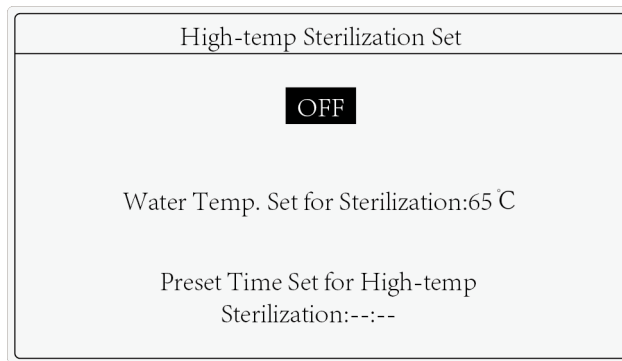 High-temp Sterilization Set
OFF
Water Temp. Set for Sterilization:65℃
Preset Time Set for High-temp
Sterilization:--:--